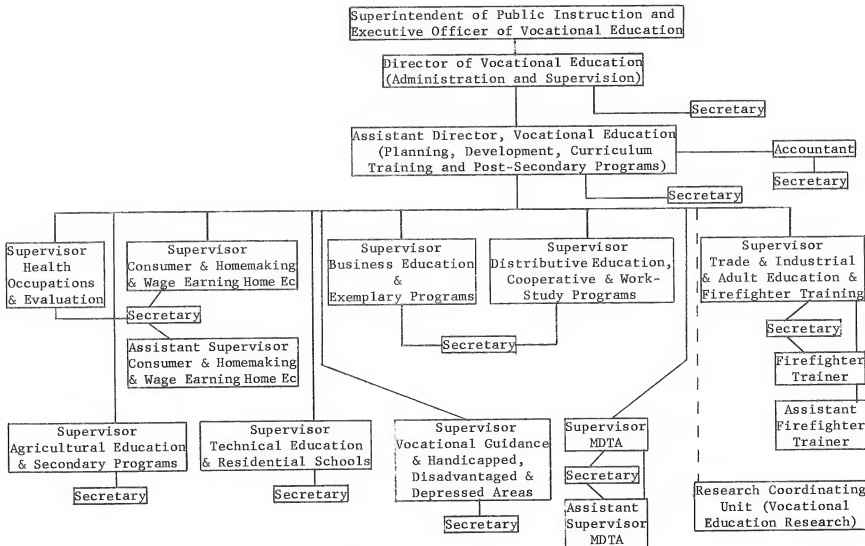 Superintendent of Public Instruction and
Executive Officer of Vocational Education
Director of Vocational Education
(Administration and Supervision)
Secretary
Assistant Director, Vocational Education
(Planning, Development, Curriculum
Training and Post-Secondary Programs)
Accountant
Secretary
Secretary
Supervisor
Health
Occupations
& Evaluation
Supervisor
Consumer & Homemaking
& Wage Earning Home Ec
Secretary
Assistant Supervisor
Consumer & Homemaking
& Wage Earning Home Ec
Supervisor
Business Education
&
Exemplary Programs
Supervisor
Distributive Education,
Cooperative & Work-
Study Programs
Secretary
Supervisor
Trade & Industrial
& Adult Education &
Firefighter Training
Secretary
Firefighter
Trainer
Assistant
Firefighter
Trainer
Supervisor
Agricultural Education
& Secondary Programs
Secretary
Supervisor
Technical Education
& Residential Schools
Secretary
Supervisor
Vocational Guidance
& Handicapped,
Disadvantaged &
Depressed Areas
Secretary
Supervisor
MDTA
Secretary
Assistant
Supervisor
MDTA
Research Coordinating
Unit (Vocational
Education Research)